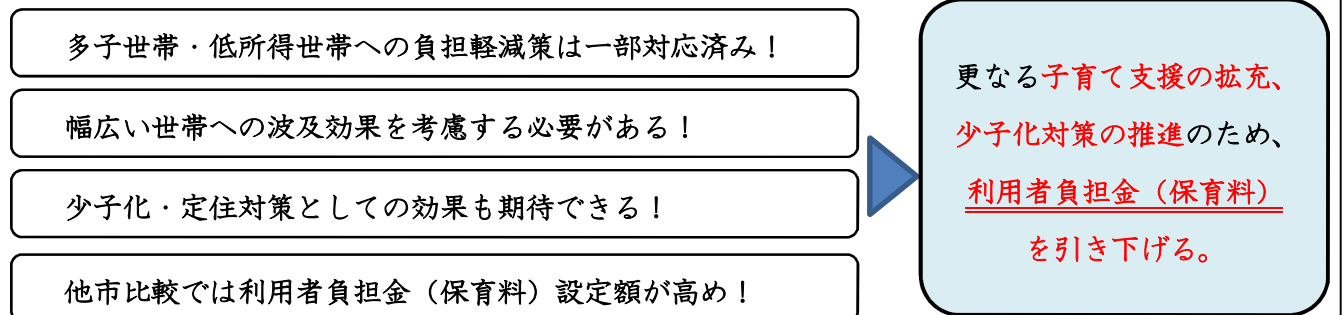 多子世帯・低所得世帯への負担軽減策は一部対応済み！
幅広い世帯への波及効果を考慮する必要がある！
少子化・定住対策としての効果も期待できる！
他市比較では利用者負担金（保育料）設定額が高め！
更なる子育て支援の拡充、
少子化対策の推進のため、
利用者負担金（保育料）
を引き下げる。